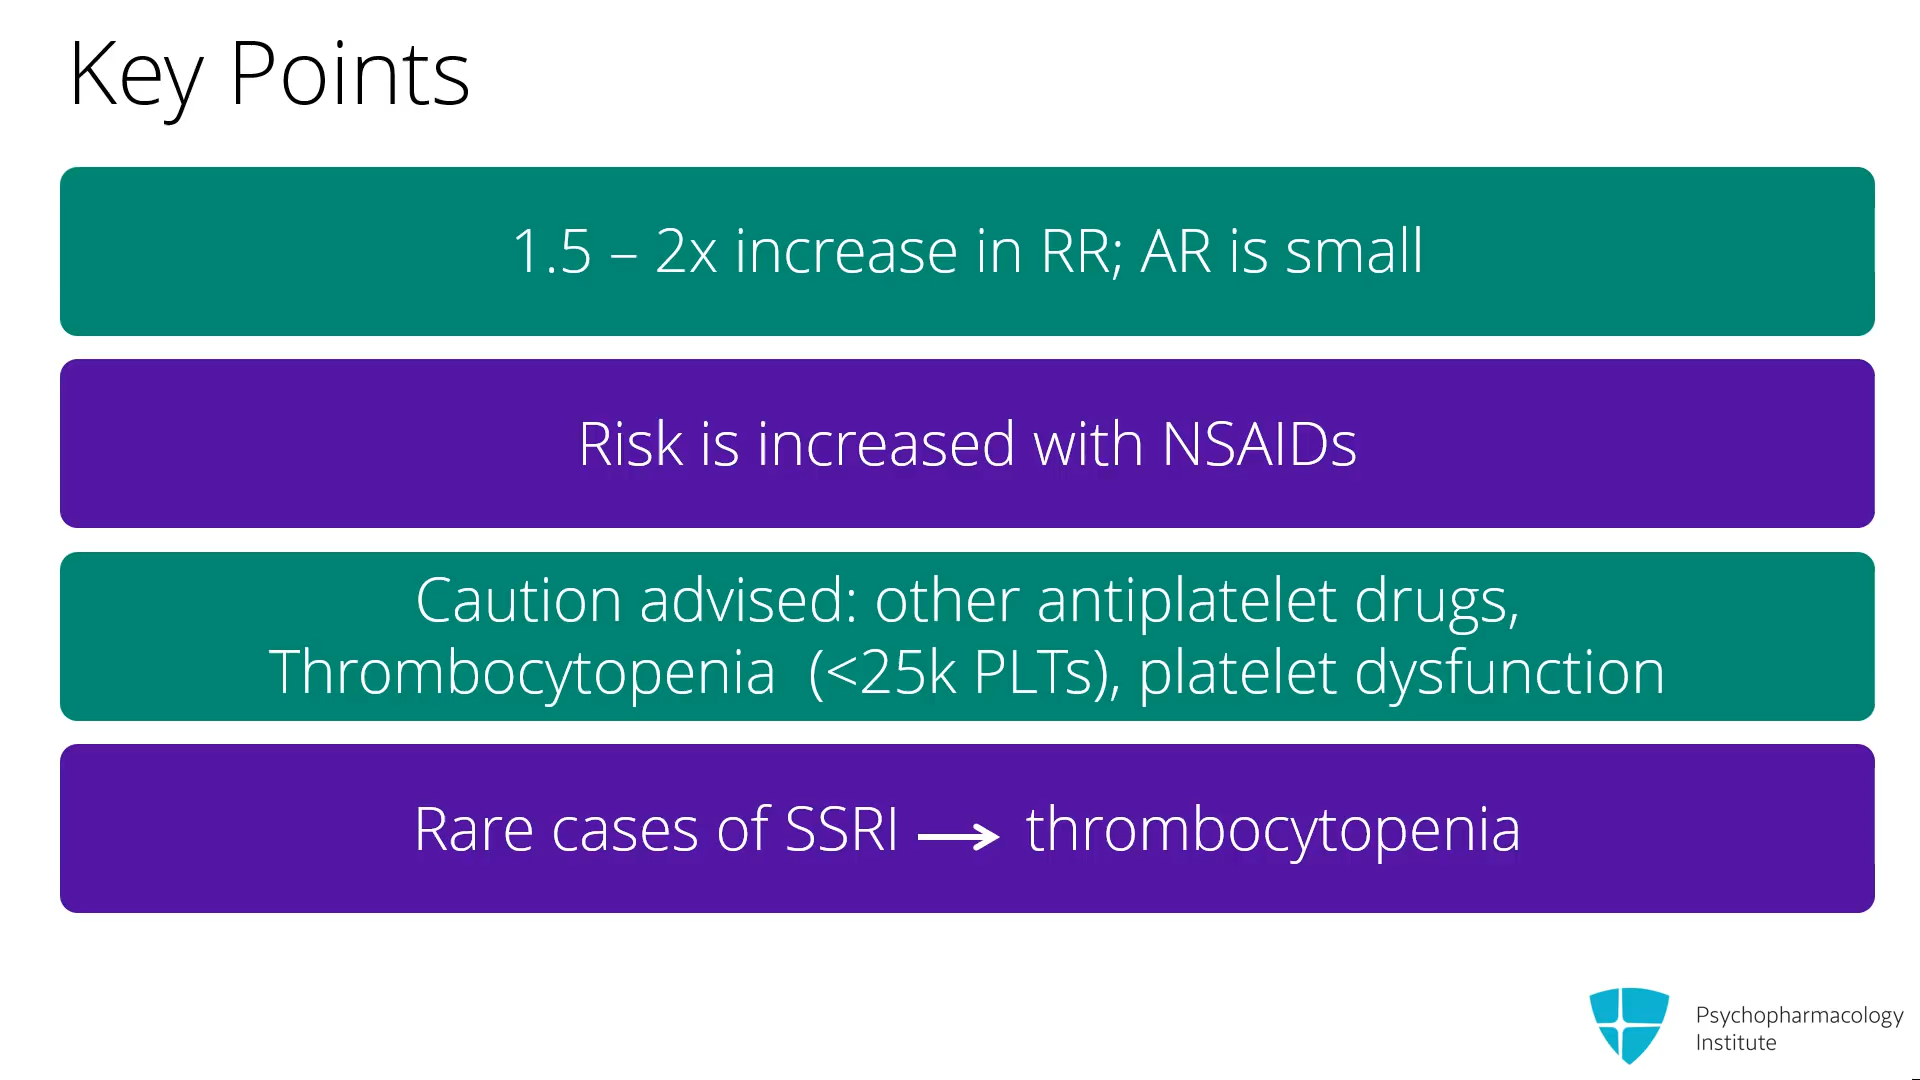 Key Points
1.5 – 2x increase in RR; AR is small
Risk is increased with NSAIDs
Caution advised: other antiplatelet drugs,
Thrombocytopenia (<25k PLTs), platelet dysfunction
Rare cases of SSRI → thrombocytopenia
Psychopharmacology
Institute